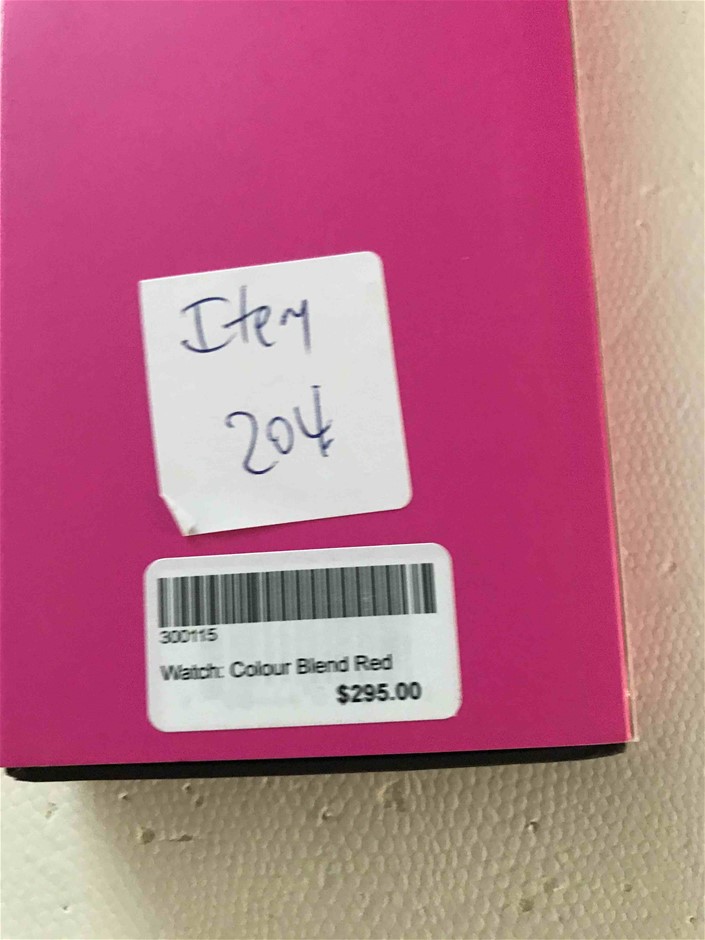 Item
204
300115
Watch: Colour Blend Red
$295.00